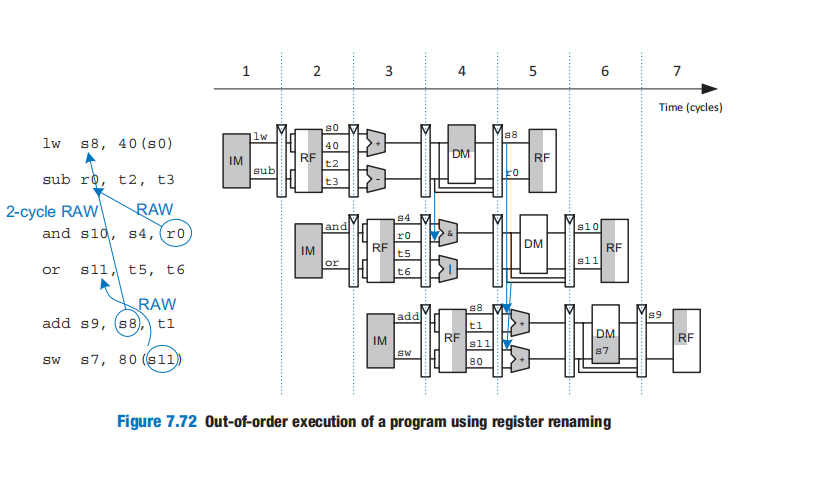 1 2 3 4 5 6 7
Time (cycles)
lw s8, 40(s0)
sub r0, t2, t3
2-cycle RAW RAW
and s10, s4, r0
or s11, t5, t6
RAW
add s9, s8, t1
sw s7, 80(s11)
IM lw sub RF s0 40 t2 t3 + - DM s8 r0 RF
IM and or RF s4 r0 t5 t6 & | DM s10 s11 RF
IM add sw RF s8 t1 s11 80 + + DM s7 s9 RF
Figure 7.72 Out-of-order execution of a program using register renaming